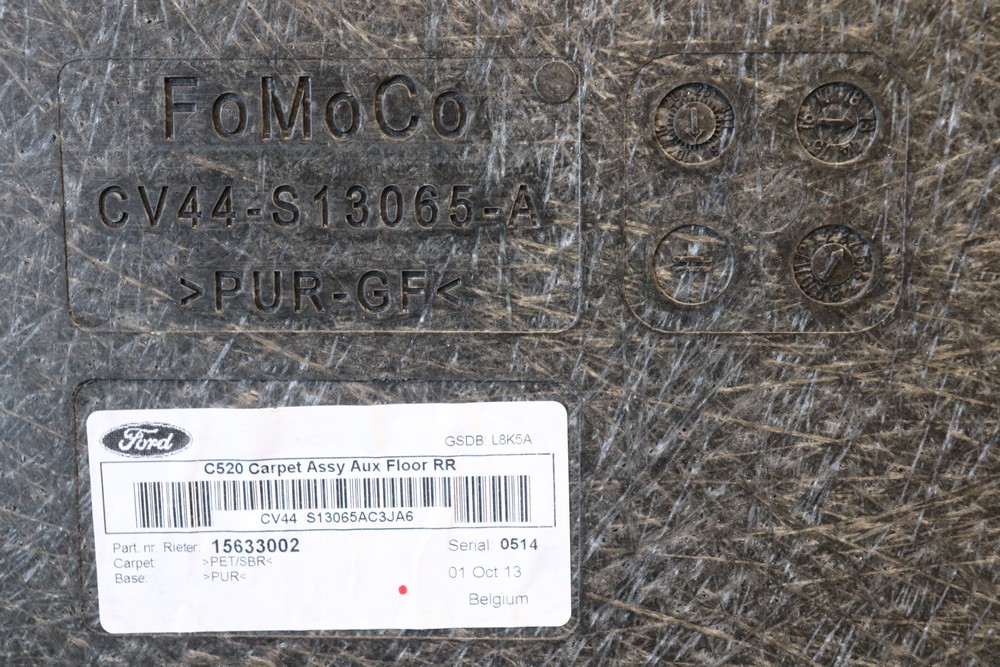 FoMoCo
CV44-S13065-A
>PUR-GF<
Ford
GSDB: L8K5A
C520 Carpet Assy Aux Floor RR
CV44 S13065AC3JA6
Part. nr. Rieter: 15633002
Serial: 0514
Carpet: >PET/SBR<
Base: >PUR<
01 Oct 13
Belgium